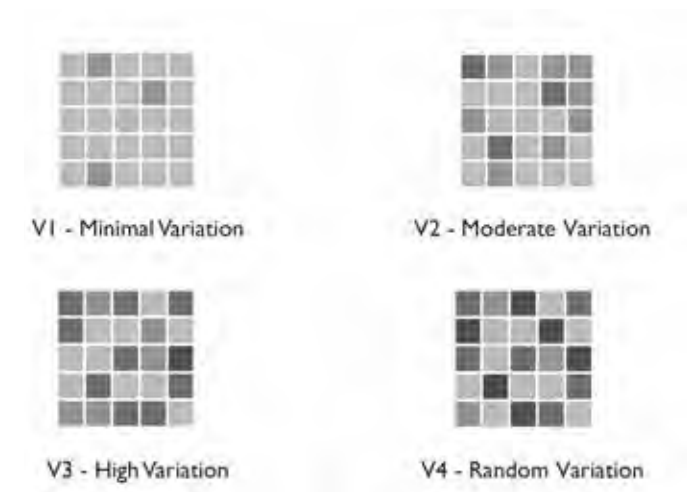 V1 - Minimal Variation
V2 - Moderate Variation
V3 - High Variation
V4 - Random Variation